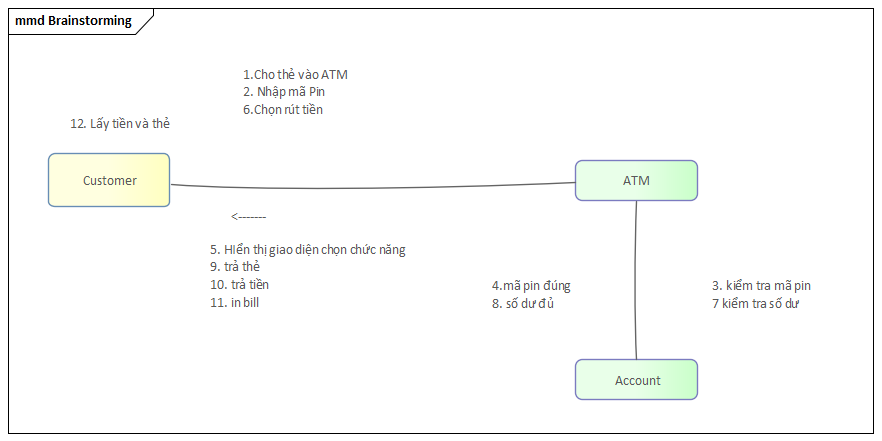 mmd Brainstorming
1.Cho thẻ vào ATM
2. Nhập mã Pin
6.Chọn rút tiền
12. Lấy tiền và thẻ
Customer
ATM
<-------
5. Hiển thị giao diện chọn chức năng
9. trả thẻ
10. trả tiền
11. in bill
4.mã pin đúng
8. số dư đủ
3. kiểm tra mã pin
7 kiểm tra số dư
Account